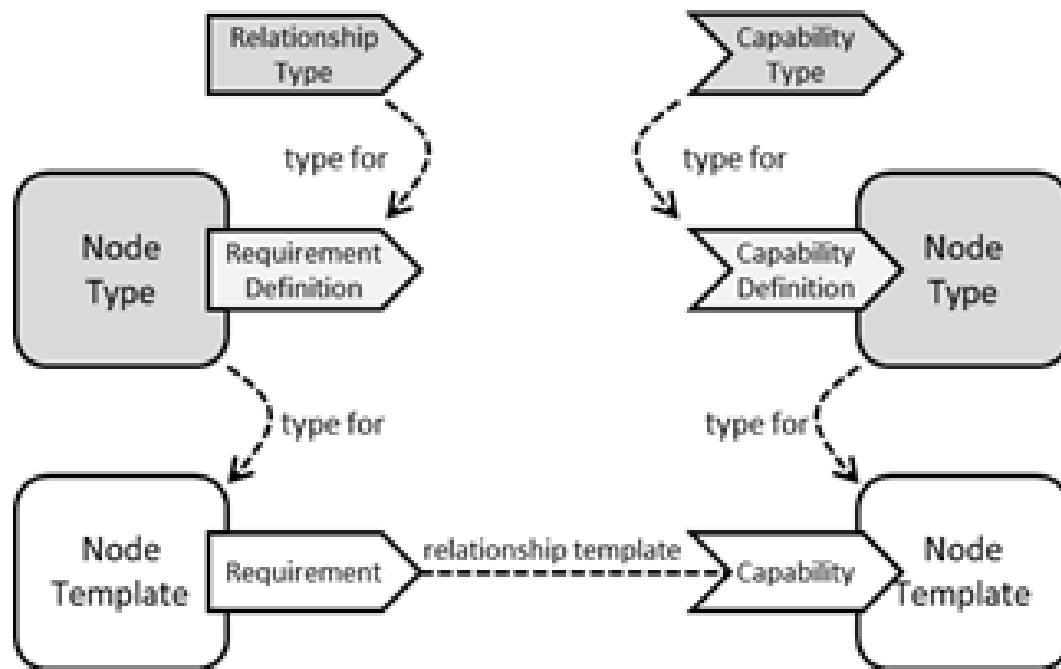 Relationship
Type
Capability
Type
type for
type for
Node
Type
Requirement
Definition
Capability
Definition
Node
Type
type for
type for
Node
Template
Requirement
relationship template
Capability
Node
Template